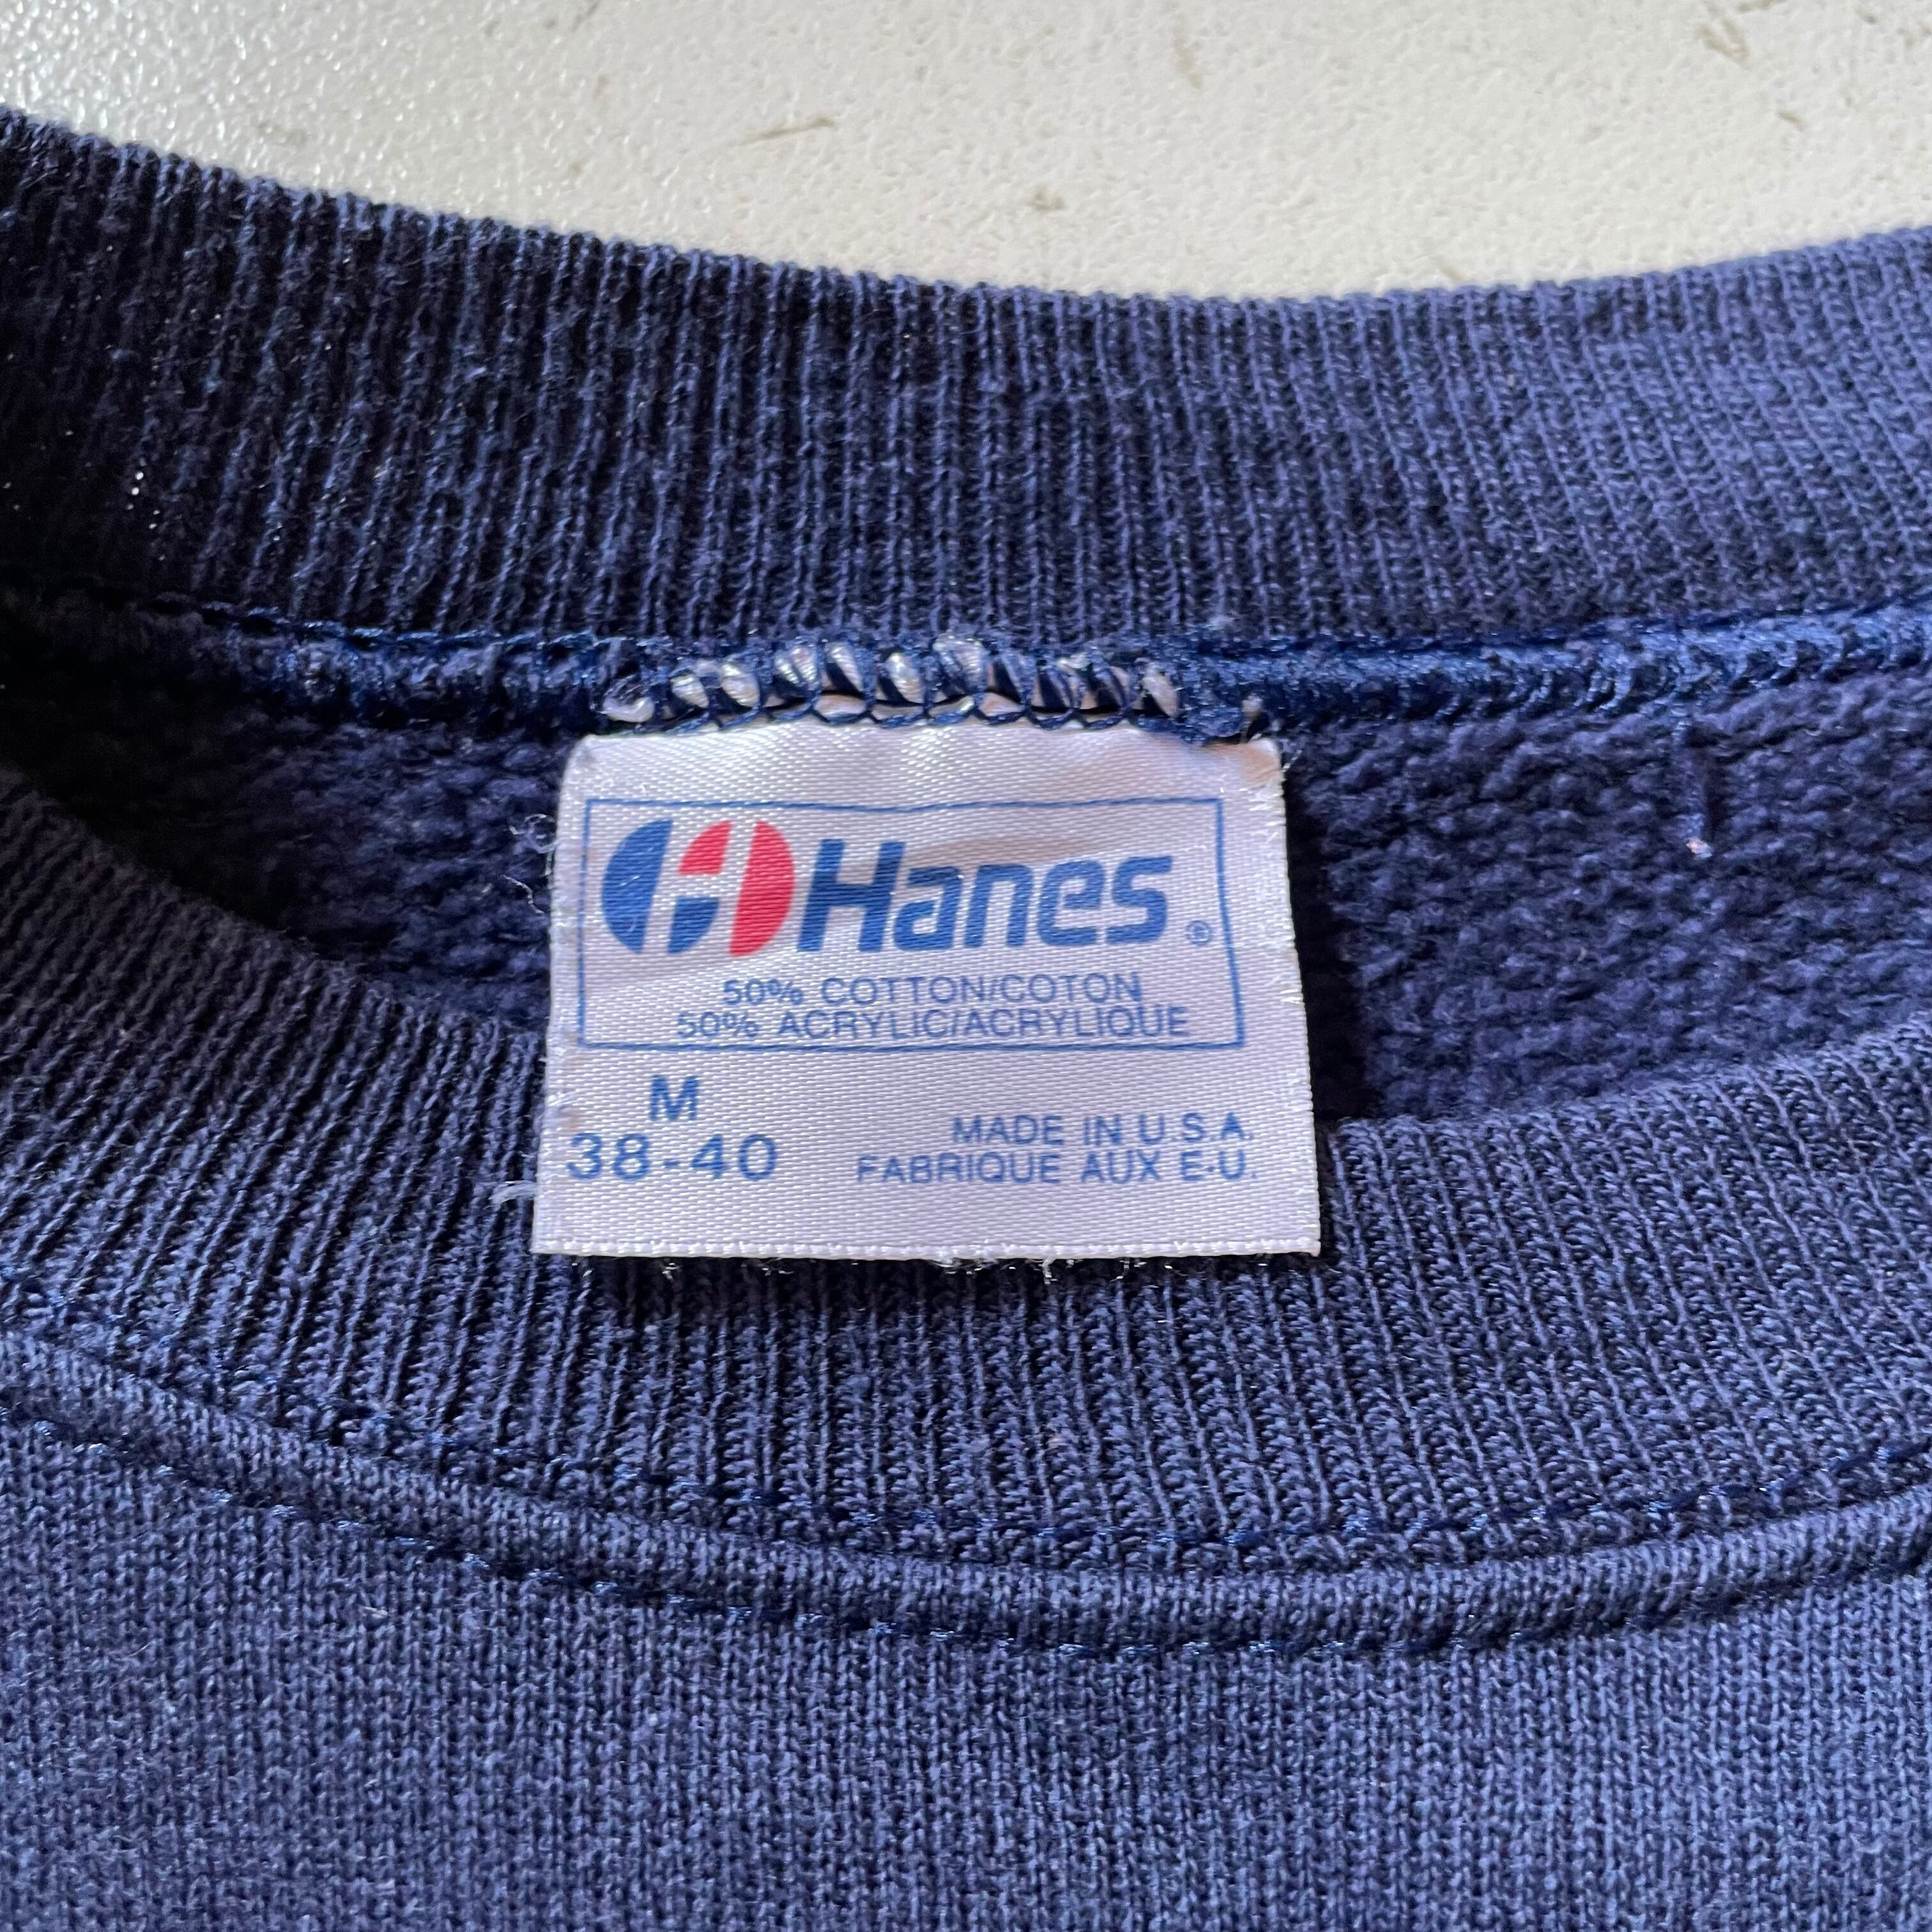 Hanes®
50% COTTON/COTON
50% ACRYLIC/ACRYLIQUE
M
38-40
MADE IN U.S.A.
FABRIQUE AUX E-U.